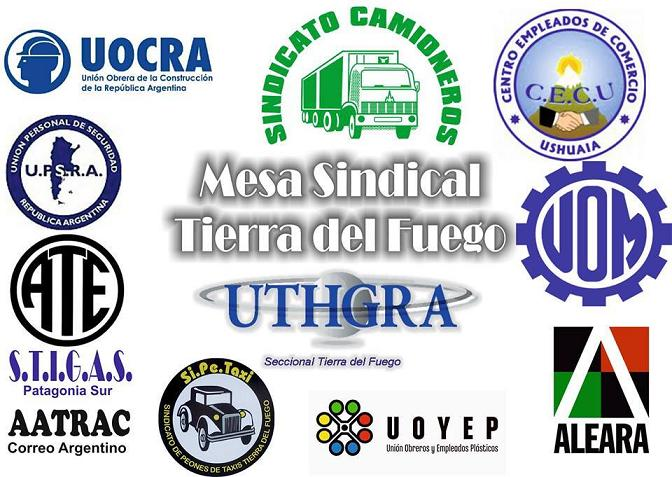 UOCRA
Unión Obrera de la Construcción
de la República Argentina
SINDICATO CAMIONEROS
CENTRO EMPLEADOS DE COMERCIO
C.E.C.U
USHUAIA
UNION PERSONAL DE SEGURIDAD
U.P.S.R.A.
REPUBLICA ARGENTINA
Mesa Sindical
Tierra del Fuego
UOM
ATE
UTHGRA
Seccional Tierra del Fuego
S.T.I.G.A.S.
Patagonia Sur
AATRAC
Correo Argentino
Si.Pe.Taxi
SINDICATO DE PEONES DE TAXIS TIERRA DEL FUEGO
UOYEP
Unión Obreros y Empleados Plásticos
ALEARA